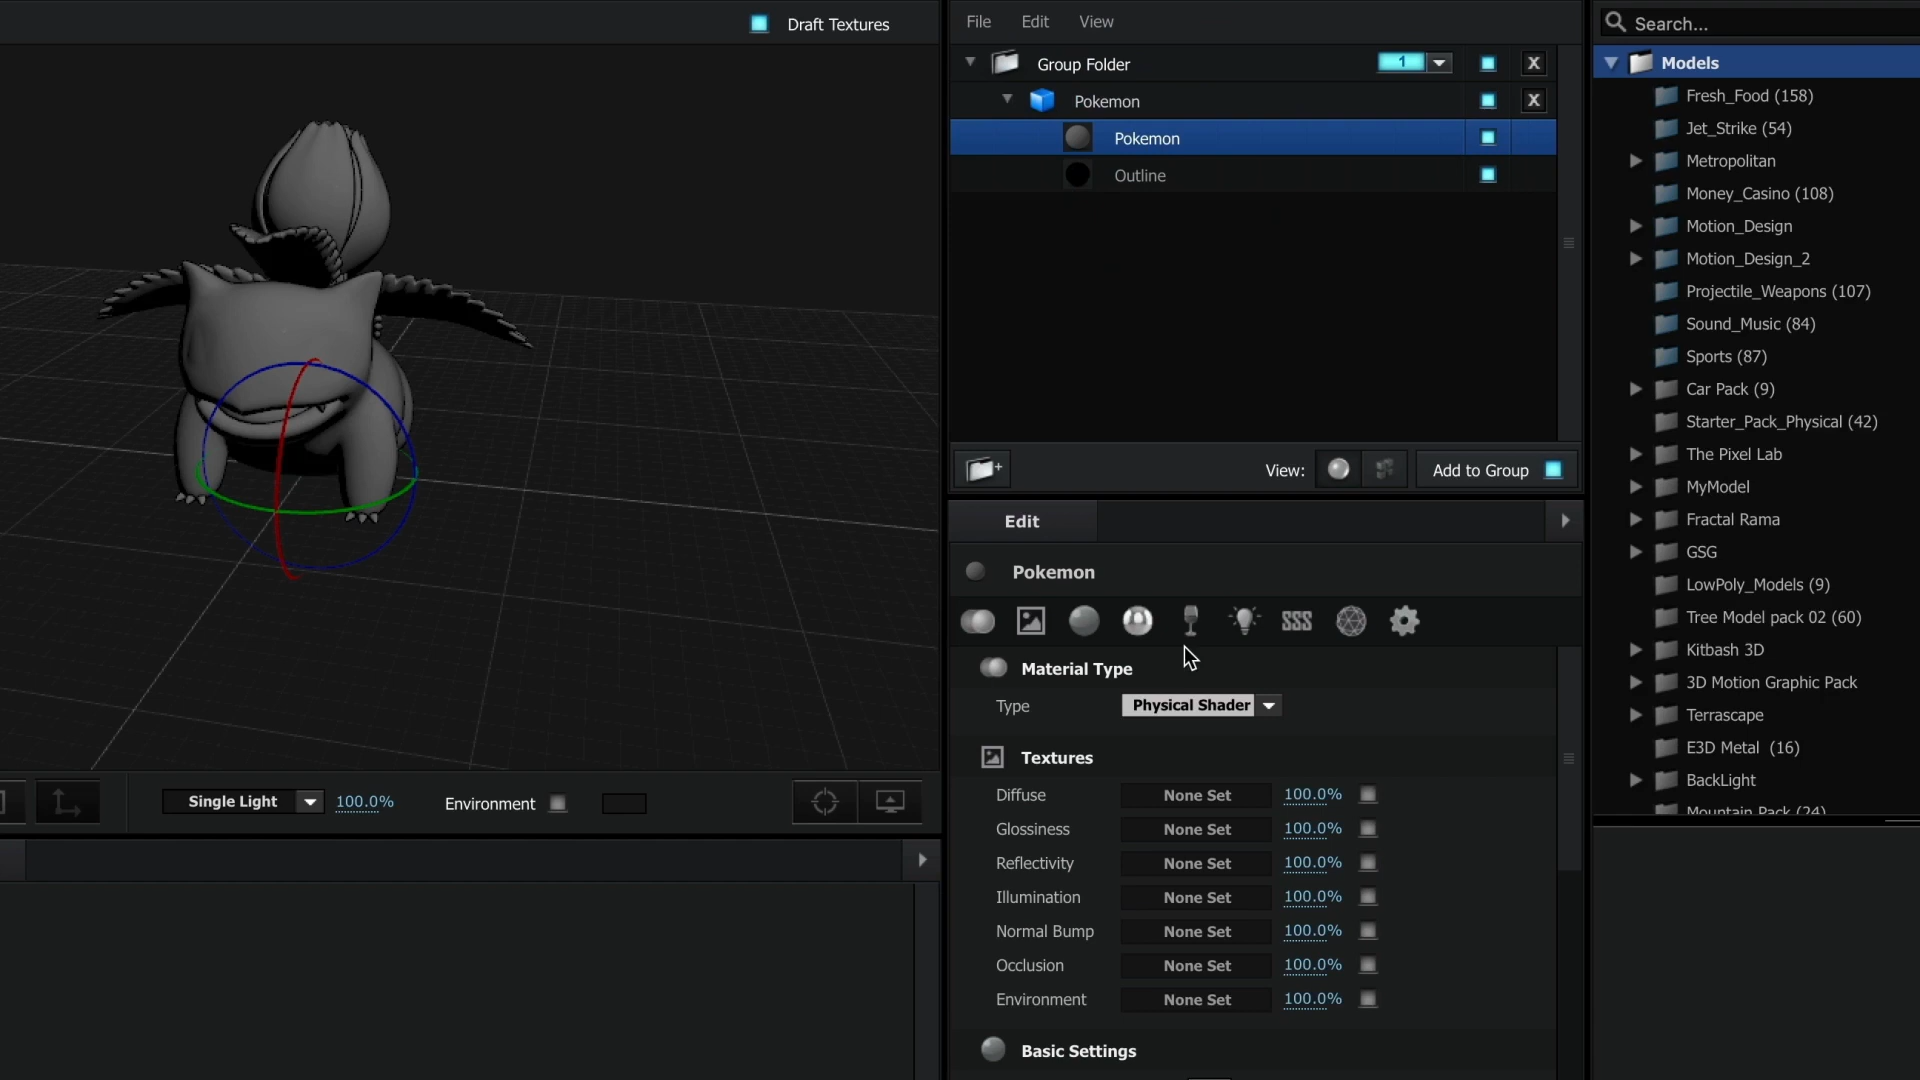 Draft Textures
File Edit View
Group Folder 1 X
Pokemon X
Pokemon
Outline
View: Add to Group
Edit
Pokemon
SSS
Material Type
Type Physical Shader
Textures
Diffuse None Set 100.0%
Glossiness None Set 100.0%
Reflectivity None Set 100.0%
Illumination None Set 100.0%
Normal Bump None Set 100.0%
Occlusion None Set 100.0%
Environment None Set 100.0%
Basic Settings
Single Light 100.0% Environment
Search...
Models
Fresh_Food (158)
Jet_Strike (54)
Metropolitan
Money_Casino (108)
Motion_Design
Motion_Design_2
Projectile_Weapons (107)
Sound_Music (84)
Sports (87)
Car Pack (9)
Starter_Pack_Physical (42)
The Pixel Lab
MyModel
Fractal Rama
GSG
LowPoly_Models (9)
Tree Model pack 02 (60)
Kitbash 3D
3D Motion Graphic Pack
Terrascape
E3D Metal (16)
BackLight
Mountain Pack (24)